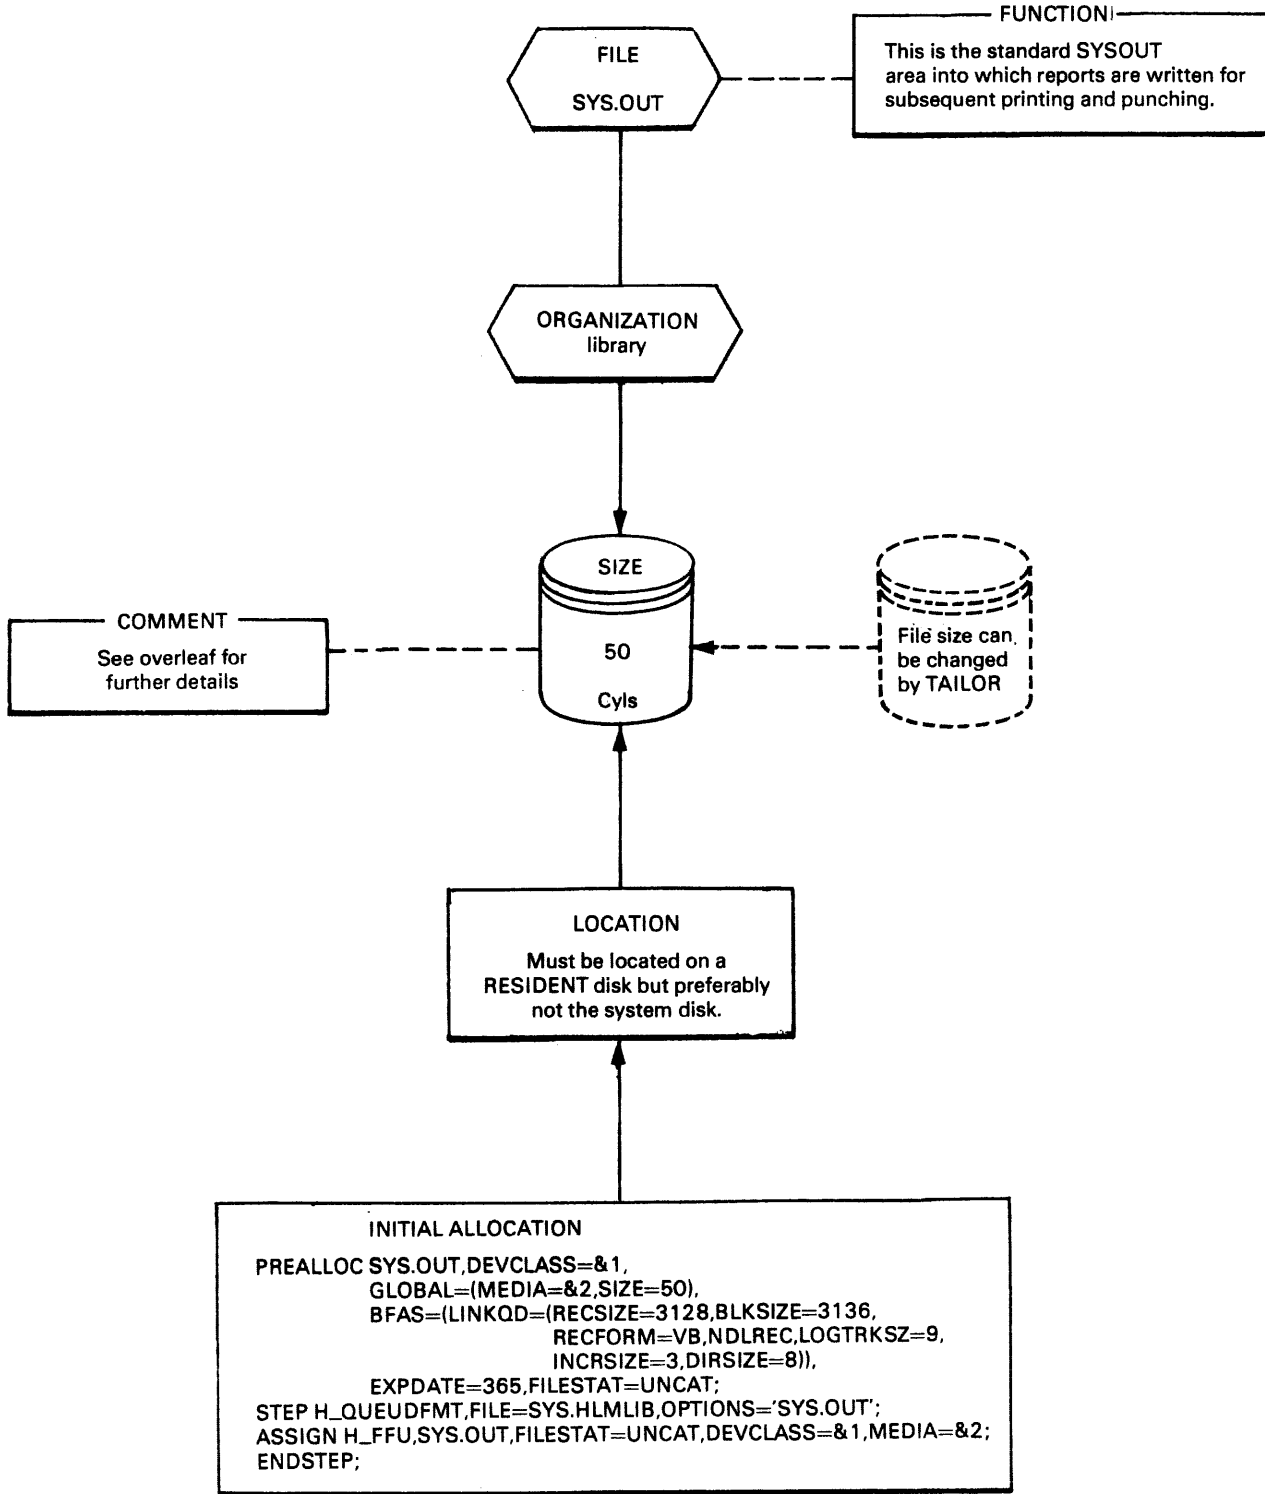 FILE
SYS.OUT
FUNCTION
This is the standard SYSOUT
area into which reports are written for
subsequent printing and punching.
ORGANIZATION
library
SIZE
50
Cyls
File size can
be changed
by TAILOR
COMMENT
See overleaf for
further details
LOCATION
Must be located on a
RESIDENT disk but preferably
not the system disk.
INITIAL ALLOCATION
PREALLOC SYS.OUT,DEVCLASS=&1,
GLOBAL=(MEDIA=&2,SIZE=50),
BFAS=(LINKQD=(RECSIZE=3128,BLKSIZE=3136,
RECFORM=VB,NDLREC,LOGTRKSZ=9,
INCRSIZE=3,DIRSIZE=8)),
EXPDATE=365,FILESTAT=UNCAT;
STEP H_QUEUDFMT,FILE=SYS.HLMLIB,OPTIONS='SYS.OUT';
ASSIGN H_FFU,SYS.OUT,FILESTAT=UNCAT,DEVCLASS=&1,MEDIA=&2;
ENDSTEP;